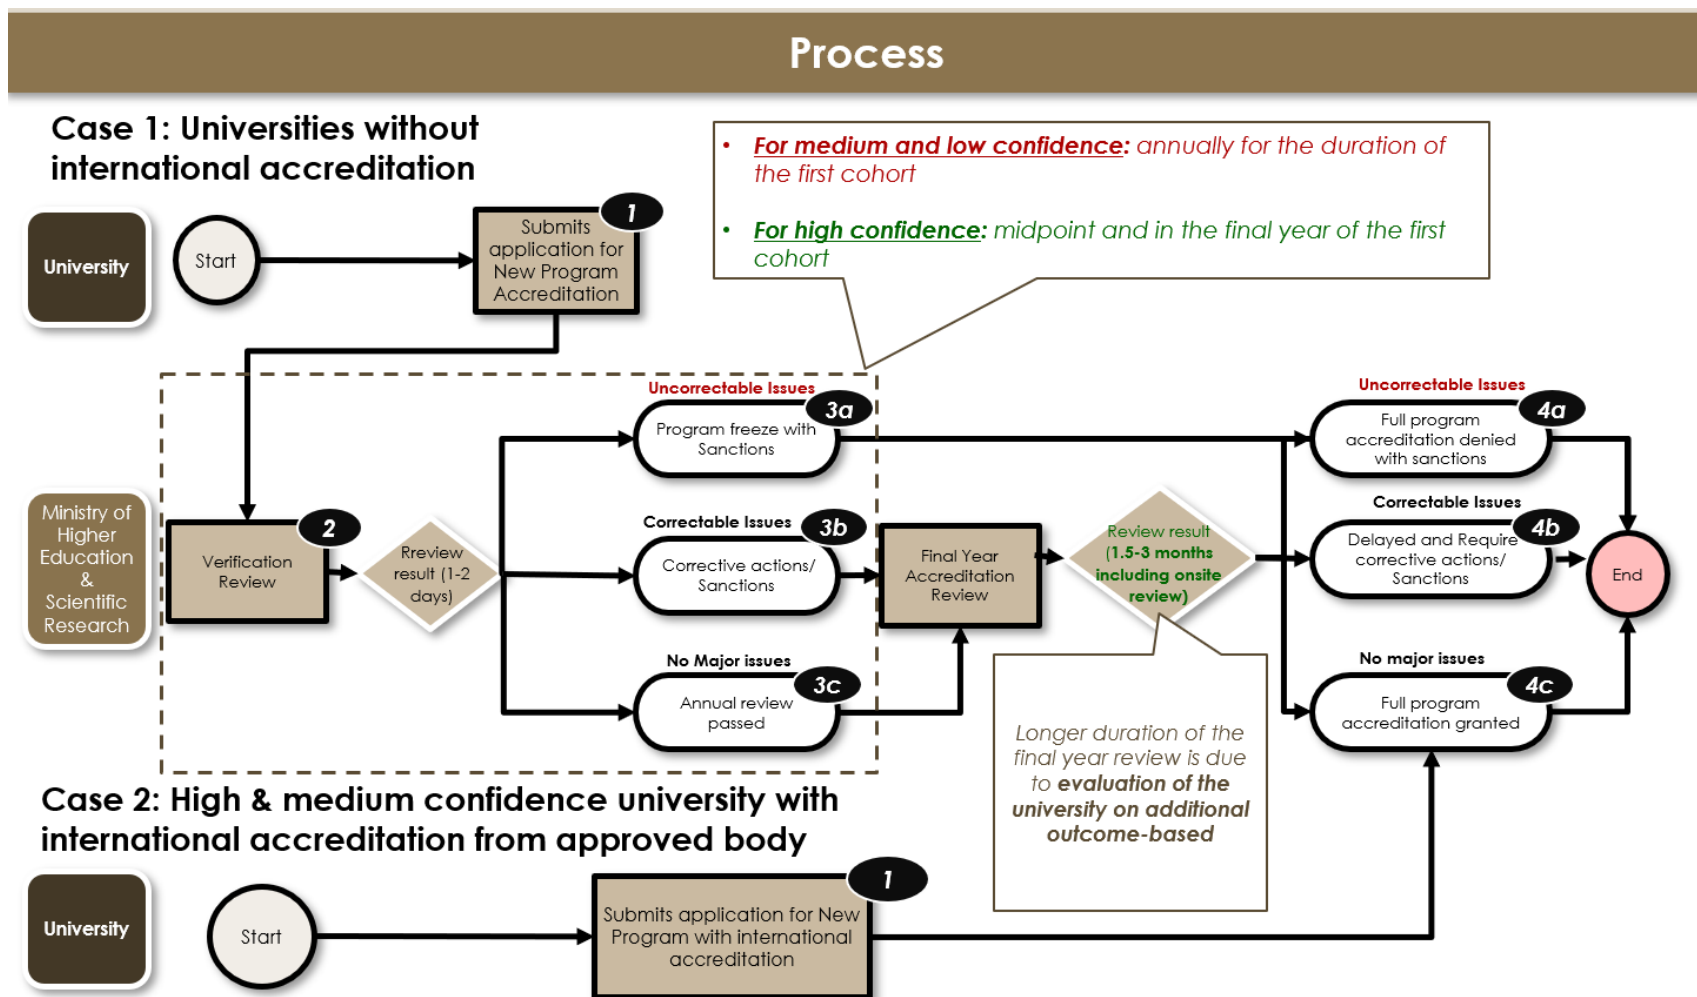 Process
Case 1: Universities without
international accreditation
• For medium and low confidence: annually for the duration of
the first cohort
• For high confidence: midpoint and in the final year of the first
cohort
University
Start
1
Submits
application for
New Program
Accreditation
Ministry of
Higher
Education
&
Scientific
Research
2
Verification
Review
Rreview
result (1-2
days)
Uncorrectable Issues
3a
Program freeze with
Sanctions
Correctable Issues
3b
Corrective actions/
Sanctions
No Major issues
3c
Annual review
passed
Final Year
Accreditation
Review
Review result
(1.5-3 months
including onsite
review)
Longer duration of the
final year review is due
to evaluation of the
university on additional
outcome-based
Uncorrectable Issues
4a
Full program
accreditation denied
with sanctions
Correctable Issues
4b
Delayed and Require
corrective actions/
Sanctions
No major issues
4c
Full program
accreditation granted
End
Case 2: High & medium confidence university with
international accreditation from approved body
University
Start
1
Submits application for New
Program with international
accreditation